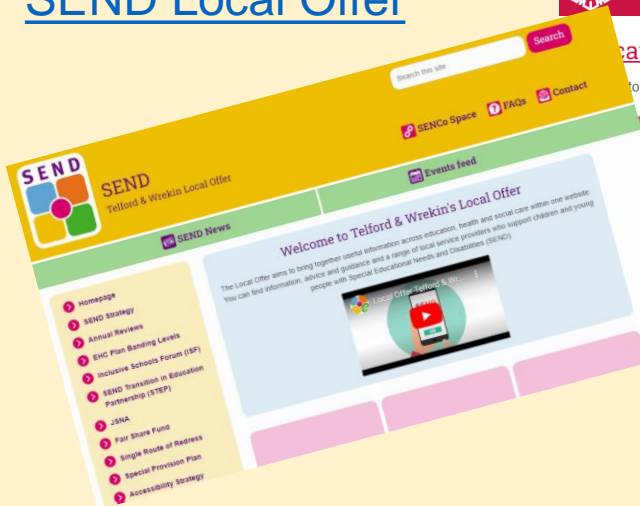 SEND Local Offer
Search this site
Search
SENCo Space
FAQs
Contact
SEND
SEND
Telford & Wrekin Local Offer
SEND News
Events feed
Welcome to Telford & Wrekin's Local Offer
The Local Offer aims to bring together useful information across education, health and social care within one website.
You can find information, advice and guidance and a range of local service providers who support children and young
people with Special Educational Needs and Disabilities (SEND)
Local Offer Telford & Wr...
Homepage
SEND Strategy
Annual Reviews
EHC Plan Banding Levels
Inclusive Schools Forum (ISF)
SEND Transition in Education
Partnership (STEP)
JSNA
Fair Share Fund
Single Route of Redress
Special Provision Plan
Accessibility Strategy